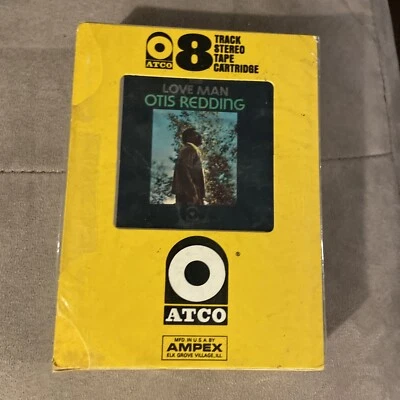 8
TRACK
STEREO
TAPE
CARTRIDGE
ATCO
LOVE MAN
OTIS REDDING
®
ATCO
MFD. IN U.S.A. BY
AMPEX
ELK GROVE VILLAGE, ILL